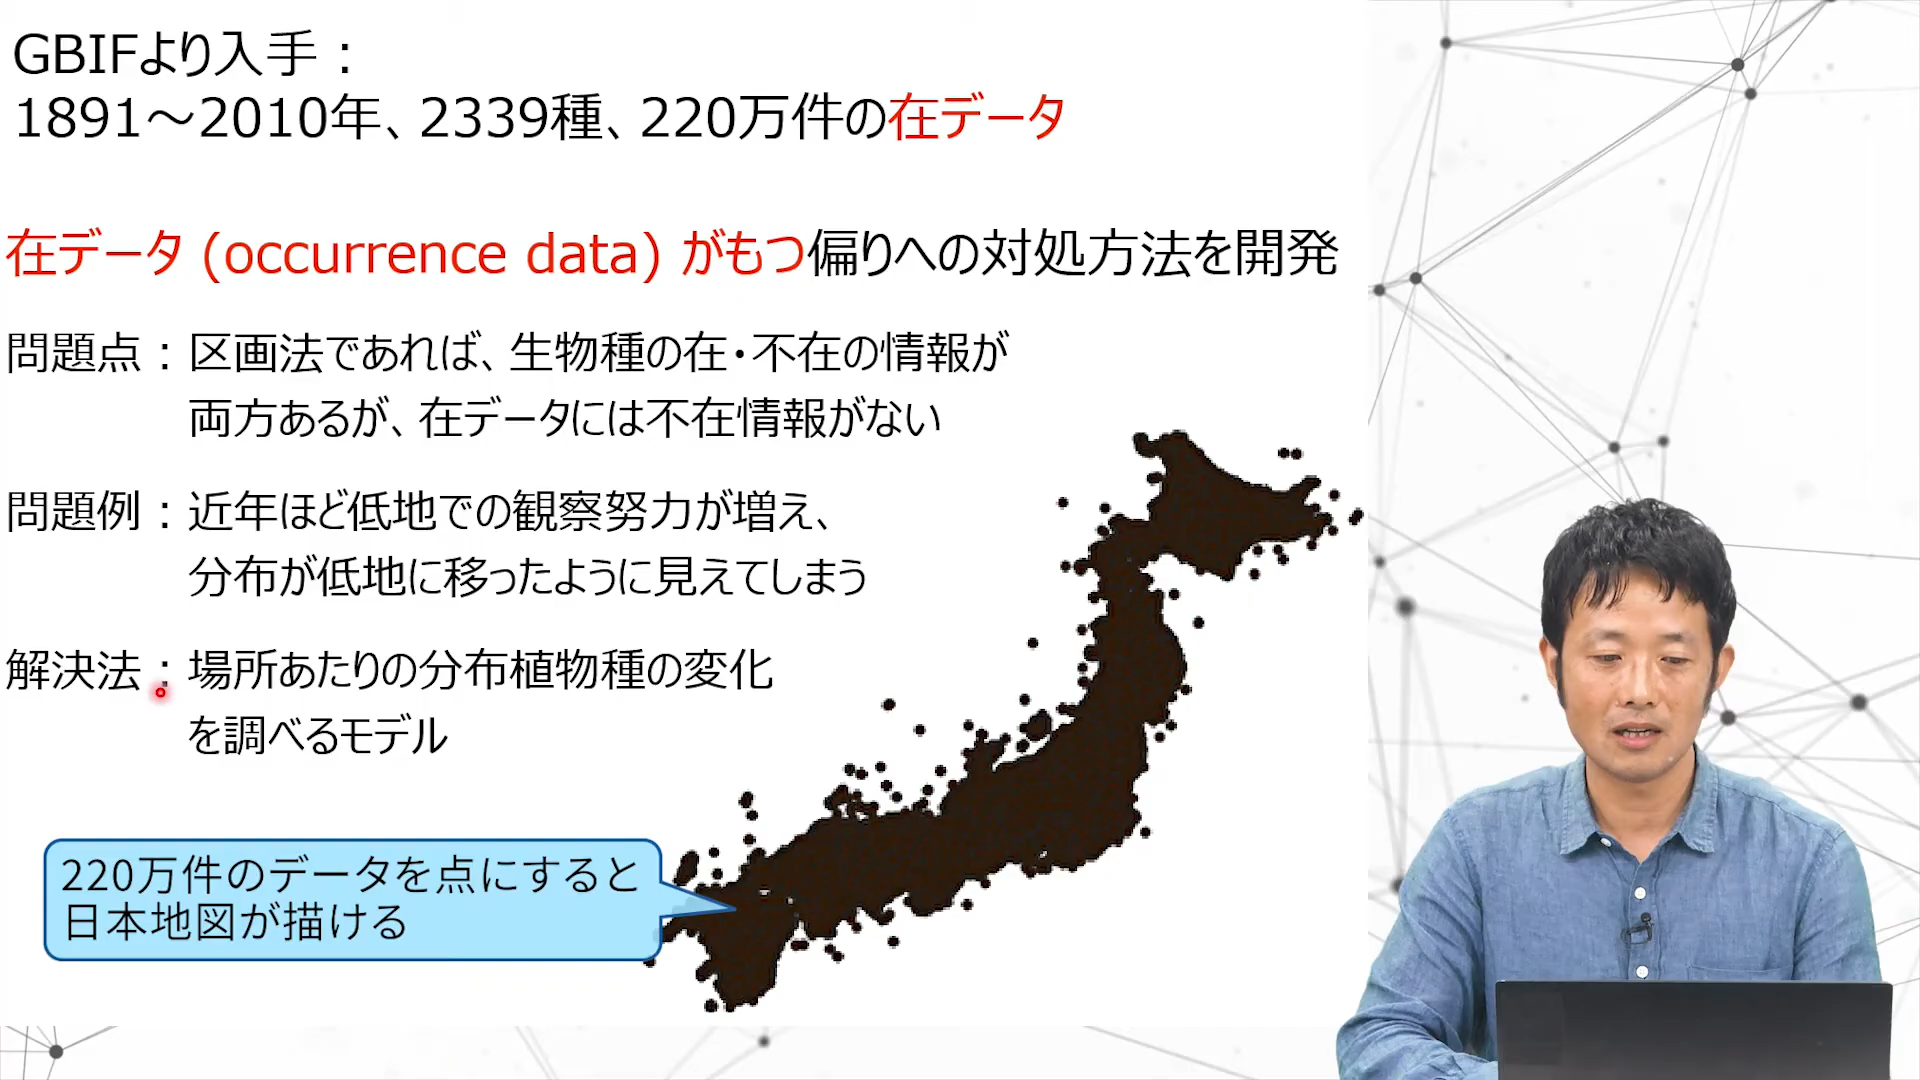 GBIFより入手：
1891～2010年、2339種、220万件の在データ
在データ (occurrence data) がもつ偏りへの対処方法を開発
問題点：区画法であれば、生物種の在・不在の情報が
両方あるが、在データには不在情報がない
問題例：近年ほど低地での観察努力が増え、
分布が低地に移ったように見えてしまう
解決法：場所あたりの分布植物種の変化
を調べるモデル
220万件のデータを点にすると
日本地図が描ける